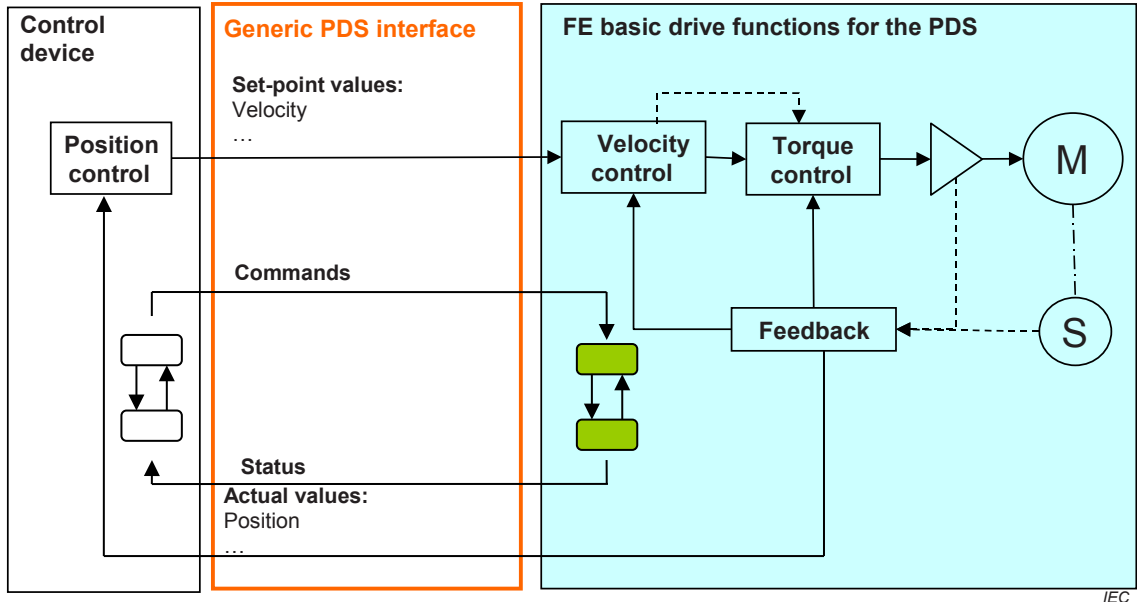 Control
device
Generic PDS interface
FE basic drive functions for the PDS
Set-point values:
Velocity
…
Position
control
Velocity
control
Torque
control
M
Commands
Feedback
S
Status
Actual values:
Position
…
IEC